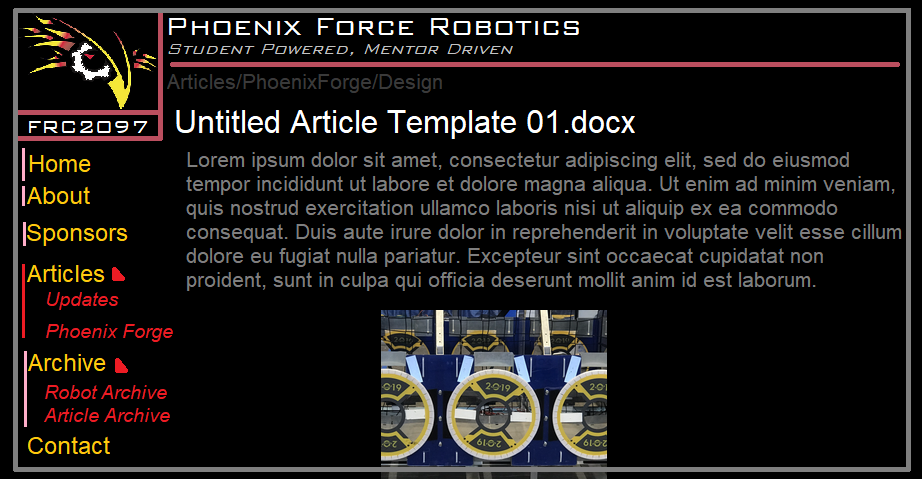 Phoenix Force Robotics
Student Powered, Mentor Driven
Articles/PhoenixForge/Design
FRC2097
Untitled Article Template 01.docx
Home
About
Sponsors
Articles
Updates
Phoenix Forge
Archive
Robot Archive
Article Archive
Contact
Lorem ipsum dolor sit amet, consectetur adipiscing elit, sed do eiusmod
tempor incididunt ut labore et dolore magna aliqua. Ut enim ad minim veniam,
quis nostrud exercitation ullamco laboris nisi ut aliquip ex ea commodo
consequat. Duis aute irure dolor in reprehenderit in voluptate velit esse cillum
dolore eu fugiat nulla pariatur. Excepteur sint occaecat cupidatat non
proident, sunt in culpa qui officia deserunt mollit anim id est laborum.
2019
2019
2019
2019
2019
2019